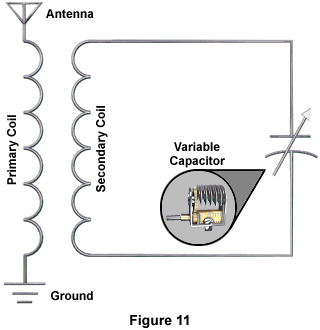 Antenna
Primary Coil
Secondary Coil
Variable
Capacitor
Ground
Figure 11